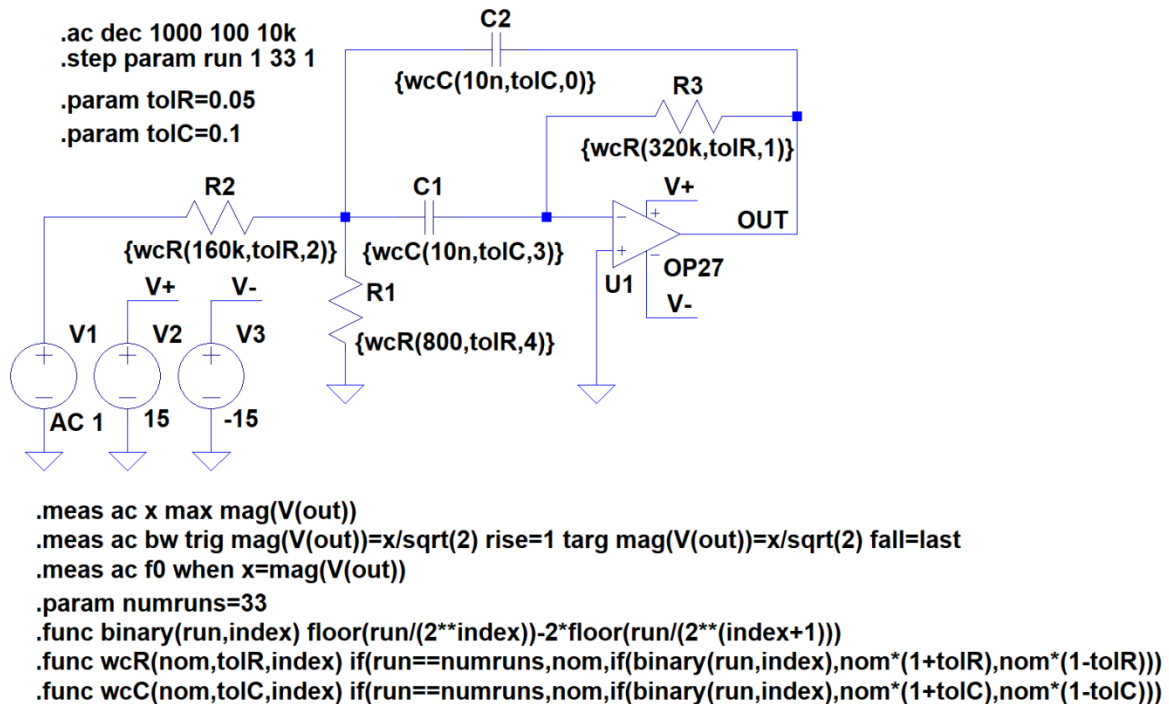 .ac dec 1000 100 10k
.step param run 1 33 1
.param tolR=0.05
.param tolC=0.1
C2
{wcC(10n,tolC,0)}
R3
{wcR(320k,tolR,1)}
R2
{wcR(160k,tolR,2)}
C1
{wcC(10n,tolC,3)}
V+
OUT
U1
OP27
V-
R1
{wcR(800,tolR,4)}
V+
V-
V1
V2
V3
AC 1
15
-15
.meas ac x max mag(V(out))
.meas ac bw trig mag(V(out))=x/sqrt(2) rise=1 targ mag(V(out))=x/sqrt(2) fall=last
.meas ac f0 when x=mag(V(out))
.param numruns=33
.func binary(run,index) floor(run/(2**index))-2*floor(run/(2**(index+1)))
.func wcR(nom,tolR,index) if(run==numruns,nom,if(binary(run,index),nom*(1+tolR),nom*(1-tolR)))
.func wcC(nom,tolC,index) if(run==numruns,nom,if(binary(run,index),nom*(1+tolC),nom*(1-tolC)))